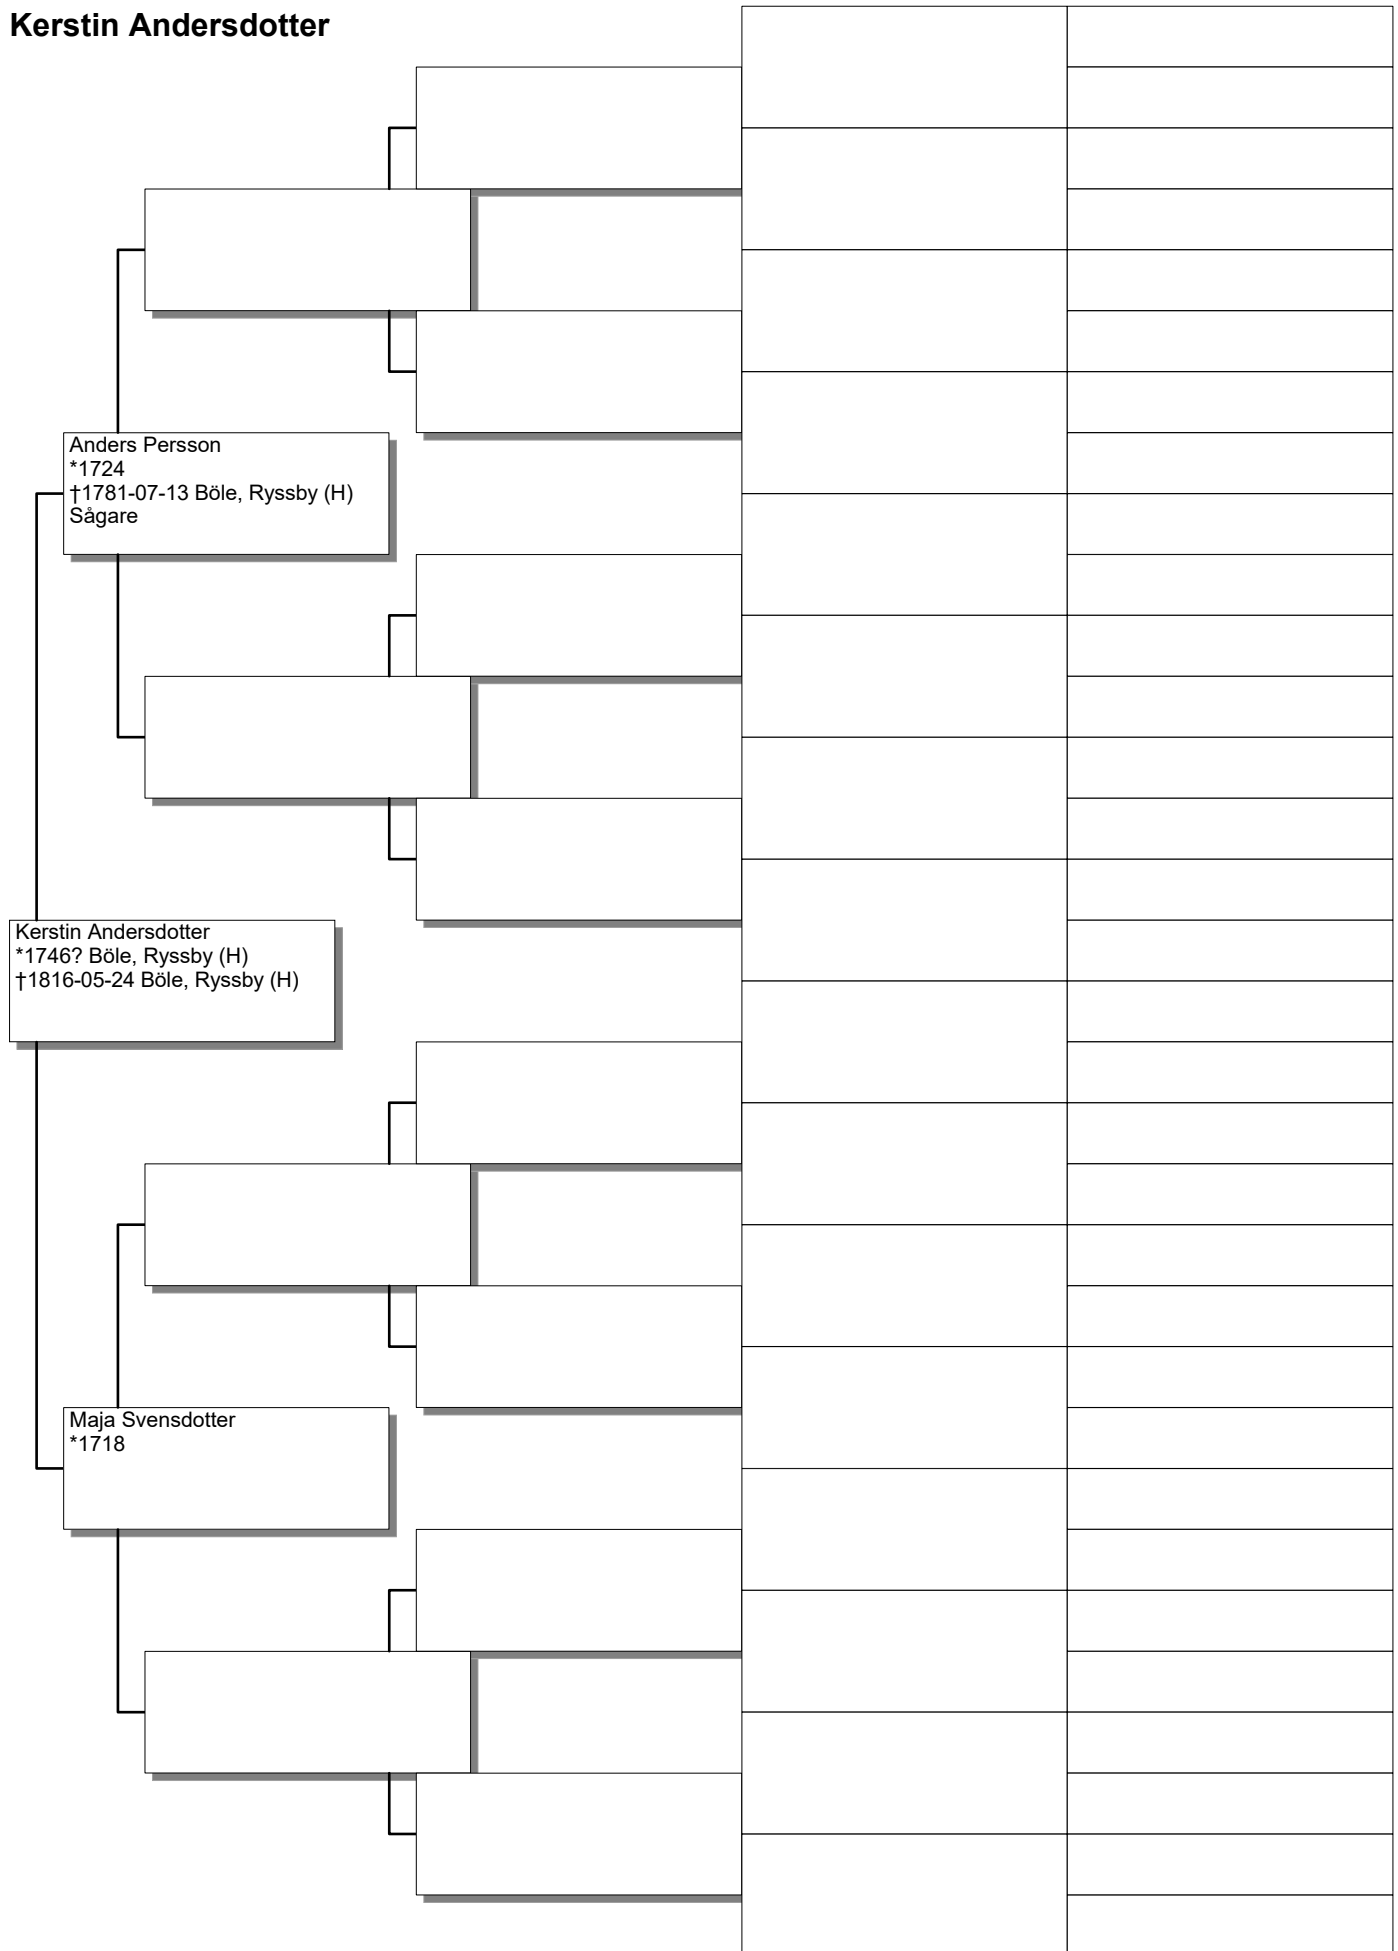 Kerstin Andersdotter
Anders Persson
*1724
†1781-07-13 Böle, Ryssby (H)
Sågare
Kerstin Andersdotter
*1746? Böle, Ryssby (H)
†1816-05-24 Böle, Ryssby (H)
Maja Svensdotter
*1718